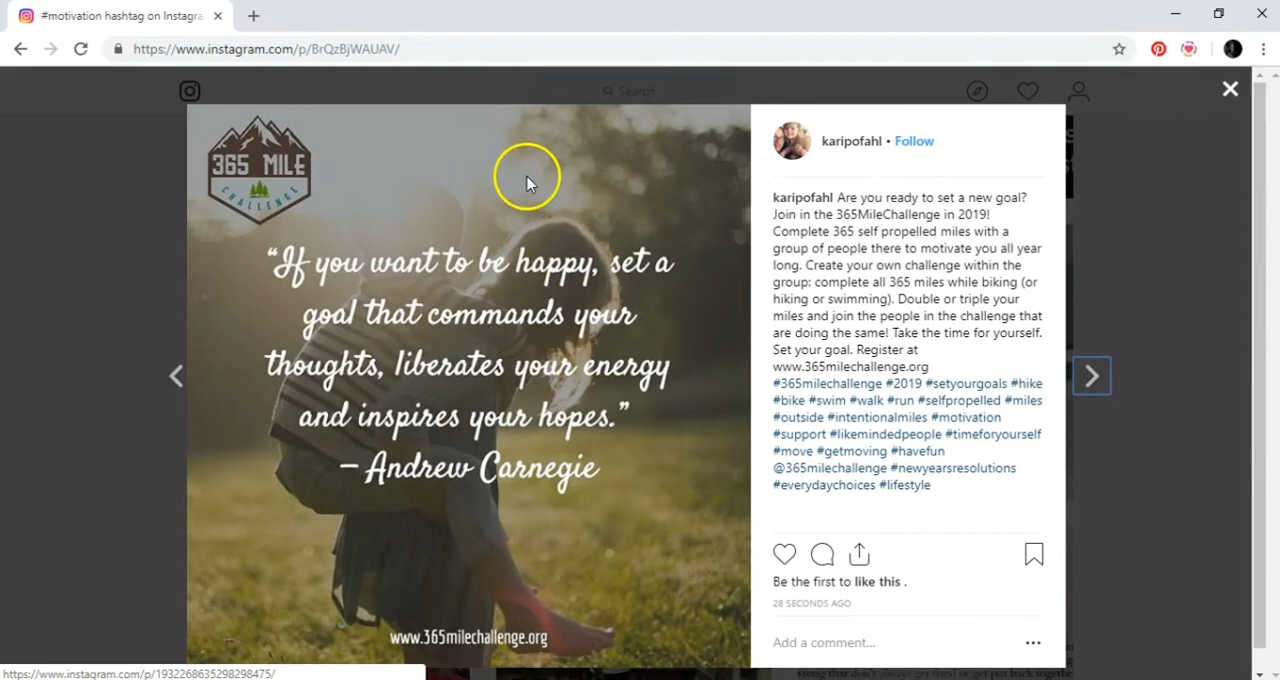 #motivation hashtag on Instagra
https://www.instagram.com/p/BrQzBjWAUAV/
Search
365 MILE
CHALLENGE
“If you want to be happy, set a
goal that commands your
thoughts, liberates your energy
and inspires your hopes.”
– Andrew Carnegie
www.365milechallenge.org
karipofahl • Follow
karipofahl Are you ready to set a new goal?
Join in the 365MileChallenge in 2019!
Complete 365 self propelled miles with a
group of people there to motivate you all year
long. Create your own challenge within the
group: complete all 365 miles while biking (or
hiking or swimming). Double or triple your
miles and join the people in the challenge that
are doing the same! Take the time for yourself.
Set your goal. Register at
www.365milechallenge.org
#365milechallenge #2019 #setyourgoals #hike
#bike #swim #walk #run #selfpropelled #miles
#outside #intentionalmiles #motivation
#support #likemindedpeople #timeforyourself
#move #getmoving #havefun
@365milechallenge #newyearsresolutions
#everydaychoices #lifestyle
Be the first to like this .
28 SECONDS AGO
Add a comment...
https://www.instagram.com/p/1932268635298298475/